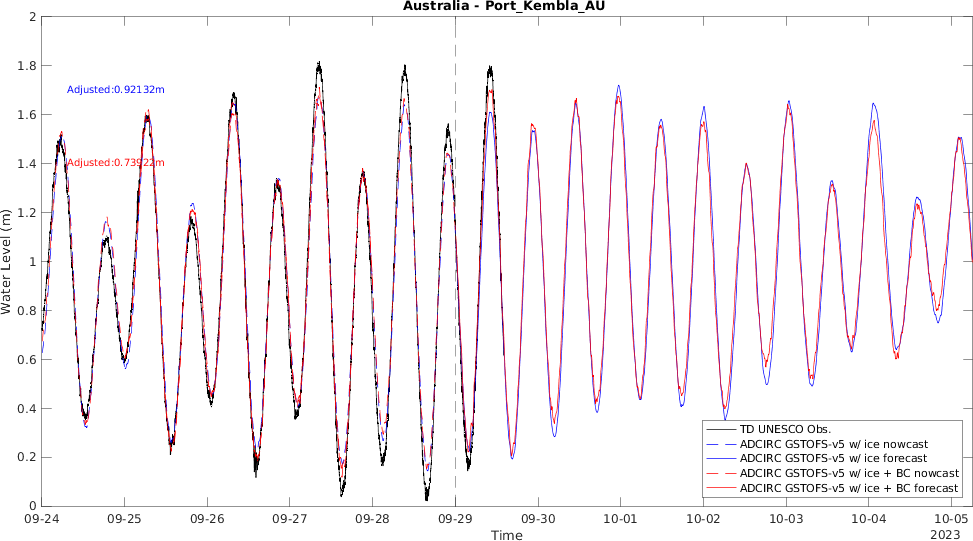 Australia - Port_Kembla_AU
2
1.8
1.6
1.4
1.2
1
0.8
0.6
0.4
0.2
0
Water Level (m)
Adjusted:0.92132m
Adjusted:0.73922m
TD UNESCO Obs.
ADCIRC GSTOFS-v5 w/ ice nowcast
ADCIRC GSTOFS-v5 w/ ice forecast
ADCIRC GSTOFS-v5 w/ ice + BC nowcast
ADCIRC GSTOFS-v5 w/ ice + BC forecast
09-24 09-25 09-26 09-27 09-28 09-29 09-30 10-01 10-02 10-03 10-04 10-05
2023
Time